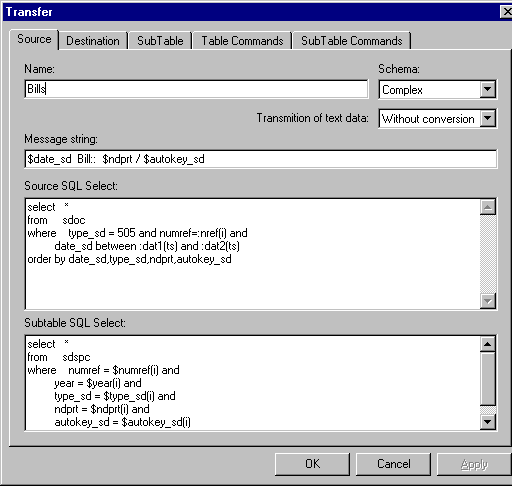 Transfer
Source Destination SubTable Table Commands SubTable Commands
Name: Schema:
Bills Complex
Transmition of text data: Without conversion
Message string:
$date_sd Bill:: $ndprt / $autokey_sd
Source SQL Select:
select *
from sdoc
where type_sd = 505 and numref=:nref(i) and
date_sd between :dat1(ts) and :dat2(ts)
order by date_sd,type_sd,ndprt,autokey_sd
Subtable SQL Select:
select *
from sdspc
where numref = $numref(i) and
year = $year(i) and
type_sd = $type_sd(i) and
ndprt = $ndprt(i) and
autokey_sd = $autokey_sd(i)
OK Cancel Apply